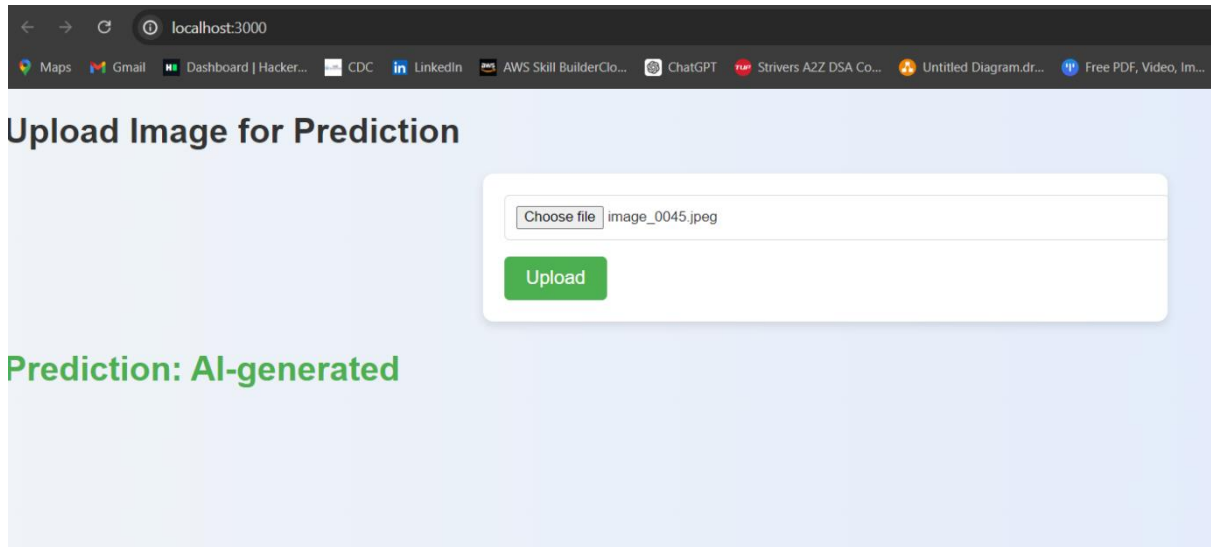 localhost:3000
Maps Gmail Dashboard | Hacker... CDC LinkedIn AWS Skill BuilderClo... ChatGPT Strivers A2Z DSA Co... Untitled Diagram.dr... Free PDF, Video, Im...
Upload Image for Prediction
Choose file image_0045.jpeg
Upload
Prediction: AI-generated